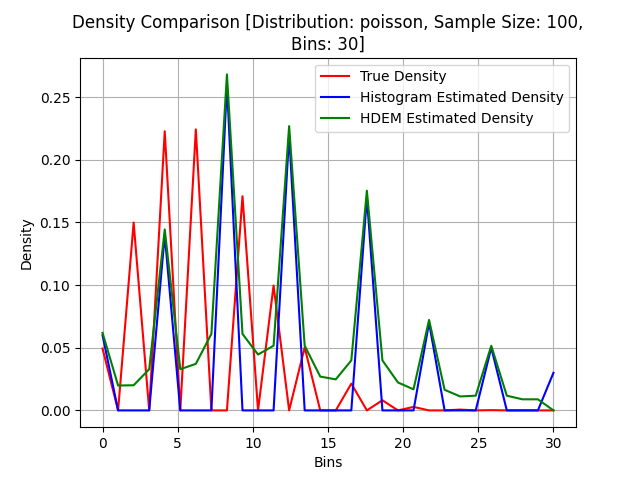 Density Comparison [Distribution: poisson, Sample Size: 100,
Bins: 30]
True Density
Histogram Estimated Density
HDEM Estimated Density
Density
0.25
0.20
0.15
0.10
0.05
0.00
0 5 10 15 20 25 30
Bins